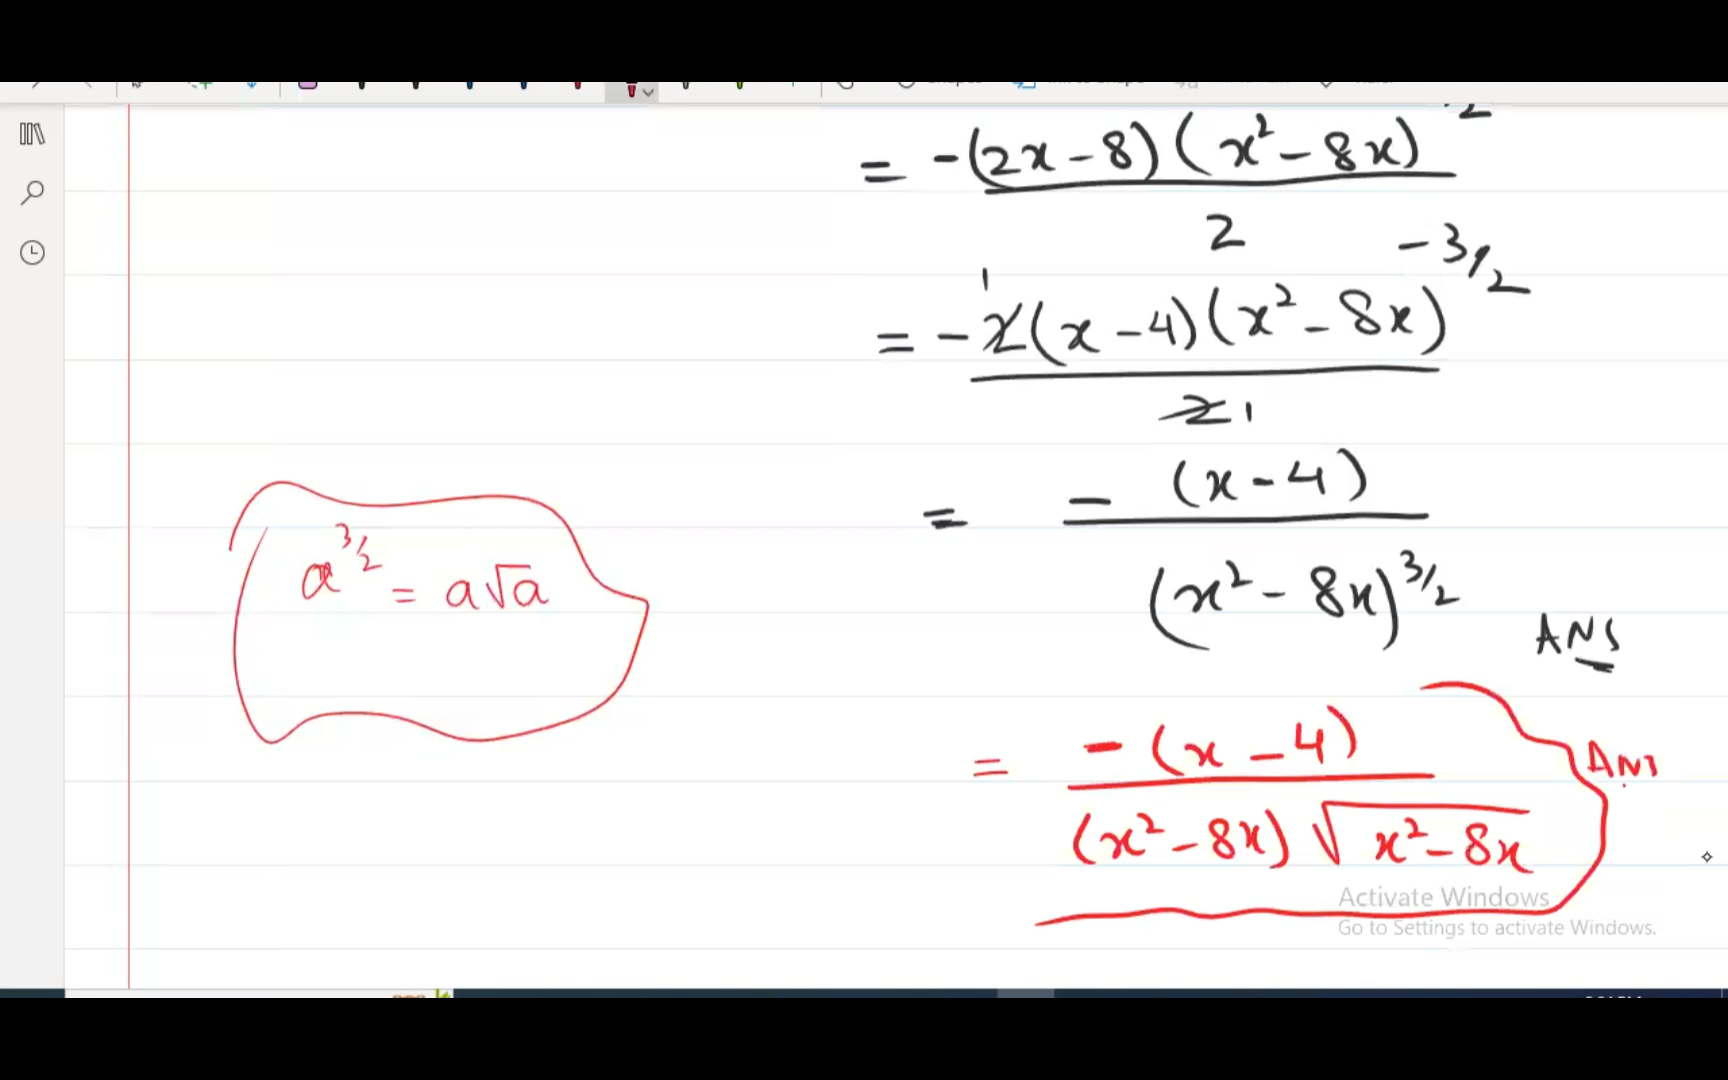 = -(2x-8)(x²-8x)
2
= -2(x-4)(x²-8x)^-3/2
1
2 1
= - (x-4)
(x²-8x)^3/2
ANS
a^3/2 = a√a
= -(x-4)
(x²-8x)√x²-8x
Ans
Activate Windows
Go to Settings to activate Windows.